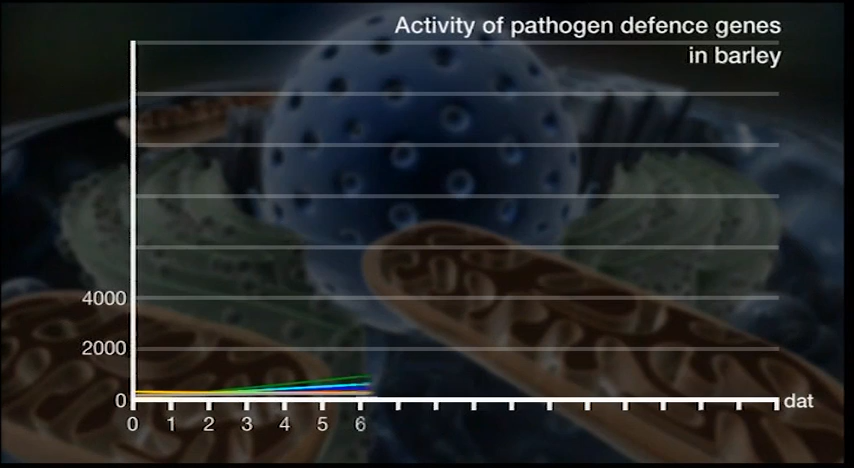 Activity of pathogen defence genes
in barley
4000
2000
0
dat
0 1 2 3 4 5 6